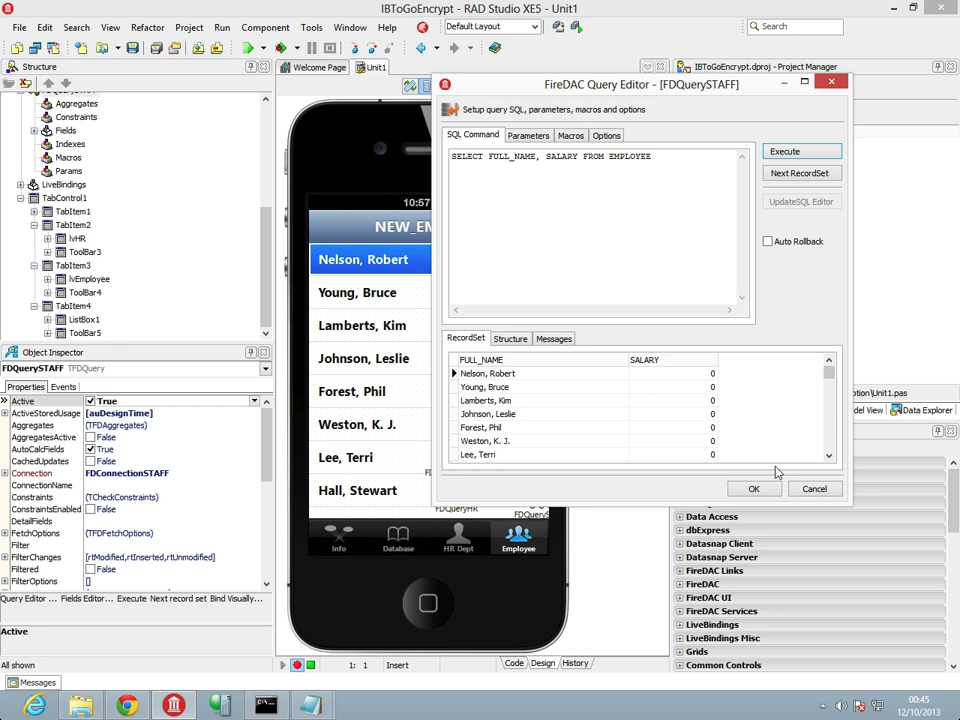 IBToGoEncrypt - RAD Studio XE5 - Unit1
File Edit Search View Refactor Project Run Component Tools Window Help
Default Layout
Search
Structure
Welcome Page
Unit1
IBToGoEncrypt.dproj - Project Manager
Aggregates
Constraints
Fields
Indexes
Macros
Params
LiveBindings
TabControl1
TabItem1
TabItem2
lvHR
ToolBar3
TabItem3
lvEmployee
ToolBar4
TabItem4
ListBox1
ToolBar5
Object Inspector
FDQuerySTAFF TFDQuery
Properties Events
Active True
ActiveStoredUsage [auDesignTime]
Aggregates (TFDAggregates)
AggregatesActive False
AutoCalcFields True
CachedUpdates False
Connection FDConnectionSTAFF
ConnectionName
Constraints (TCheckConstraints)
ConstraintsEnabled False
DetailFields
FetchOptions (TFDFetchOptions)
Filter
FilterChanges [rtModified,rtInserted,rtUnmodified]
Filtered False
FilterOptions []
Query Editor ... Fields Editor... Execute Next record set Bind Visually...
Active
All shown
Messages
10:57
NEW_EM
Nelson, Robert
Young, Bruce
Lamberts, Kim
Johnson, Leslie
Forest, Phil
Weston, K. J.
Lee, Terri
Hall, Stewart
FDQueryHR
Info
Database
HR Dept
Employee
1: 1 Insert
Code Design History
FireDAC Query Editor - [FDQuerySTAFF]
Setup query SQL, parameters, macros and options
SQL Command Parameters Macros Options
SELECT FULL_NAME, SALARY FROM EMPLOYEE
Execute
Next RecordSet
UpdateSQL Editor
Auto Rollback
RecordSet Structure Messages
FULL_NAME SALARY
Nelson, Robert 0
Young, Bruce 0
Lamberts, Kim 0
Johnson, Leslie 0
Forest, Phil 0
Weston, K. J. 0
Lee, Terri 0
OK Cancel
Data Explorer
Data Access
dbExpress
Datasnap Client
Datasnap Server
FireDAC Links
FireDAC
FireDAC UI
FireDAC Services
LiveBindings
LiveBindings Misc
Grids
Common Controls
00:45
12/10/2013